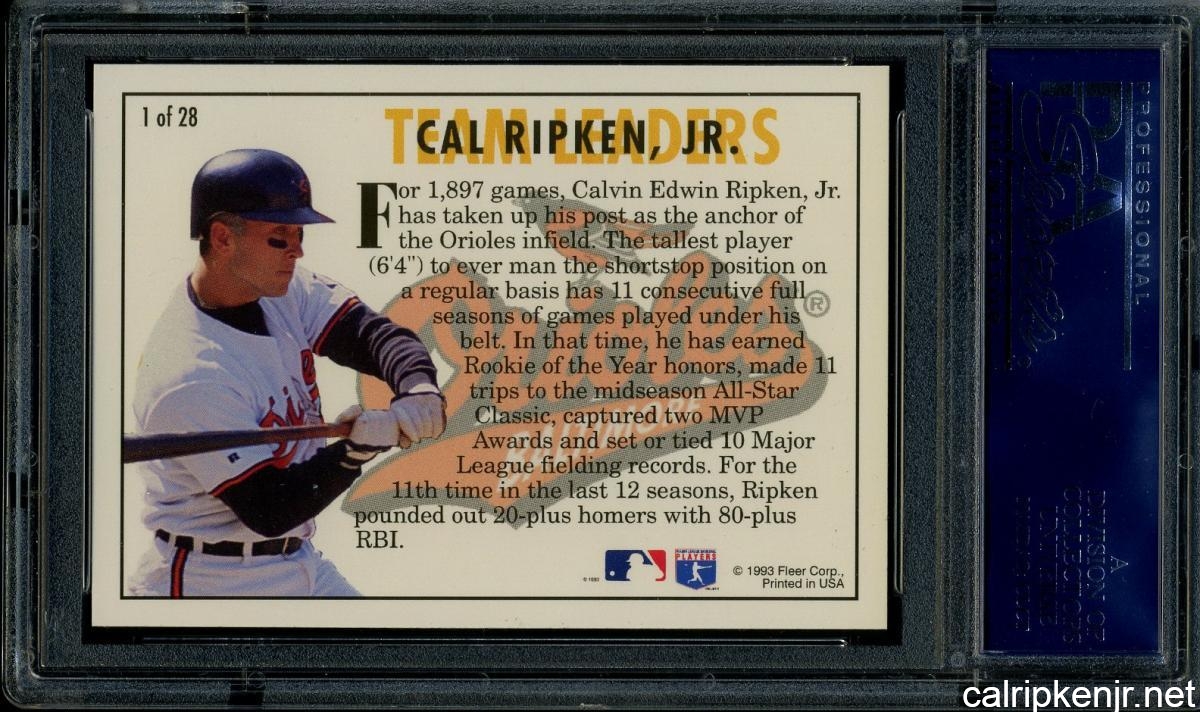 1 of 28
TEAM LEADERS
CAL RIPKEN, JR.
For 1,897 games, Calvin Edwin Ripken, Jr.
has taken up his post as the anchor of
the Orioles infield. The tallest player
(6'4") to ever man the shortstop position on
a regular basis has 11 consecutive full
seasons of games played under his
belt. In that time, he has earned
Rookie of the Year honors, made 11
trips to the midseason All-Star
Classic, captured two MVP
Awards and set or tied 10 Major
League fielding records. For the
11th time in the last 12 seasons, Ripken
pounded out 20-plus homers with 80-plus
RBI.
Orioles ®
BALTIMORE
PLAYERS
© 1993 Fleer Corp.,
Printed in USA
PROFESSIONAL
PSA
A
DIVISION OF
COLLECTORS
UNIVERSE
calripkenjr.net